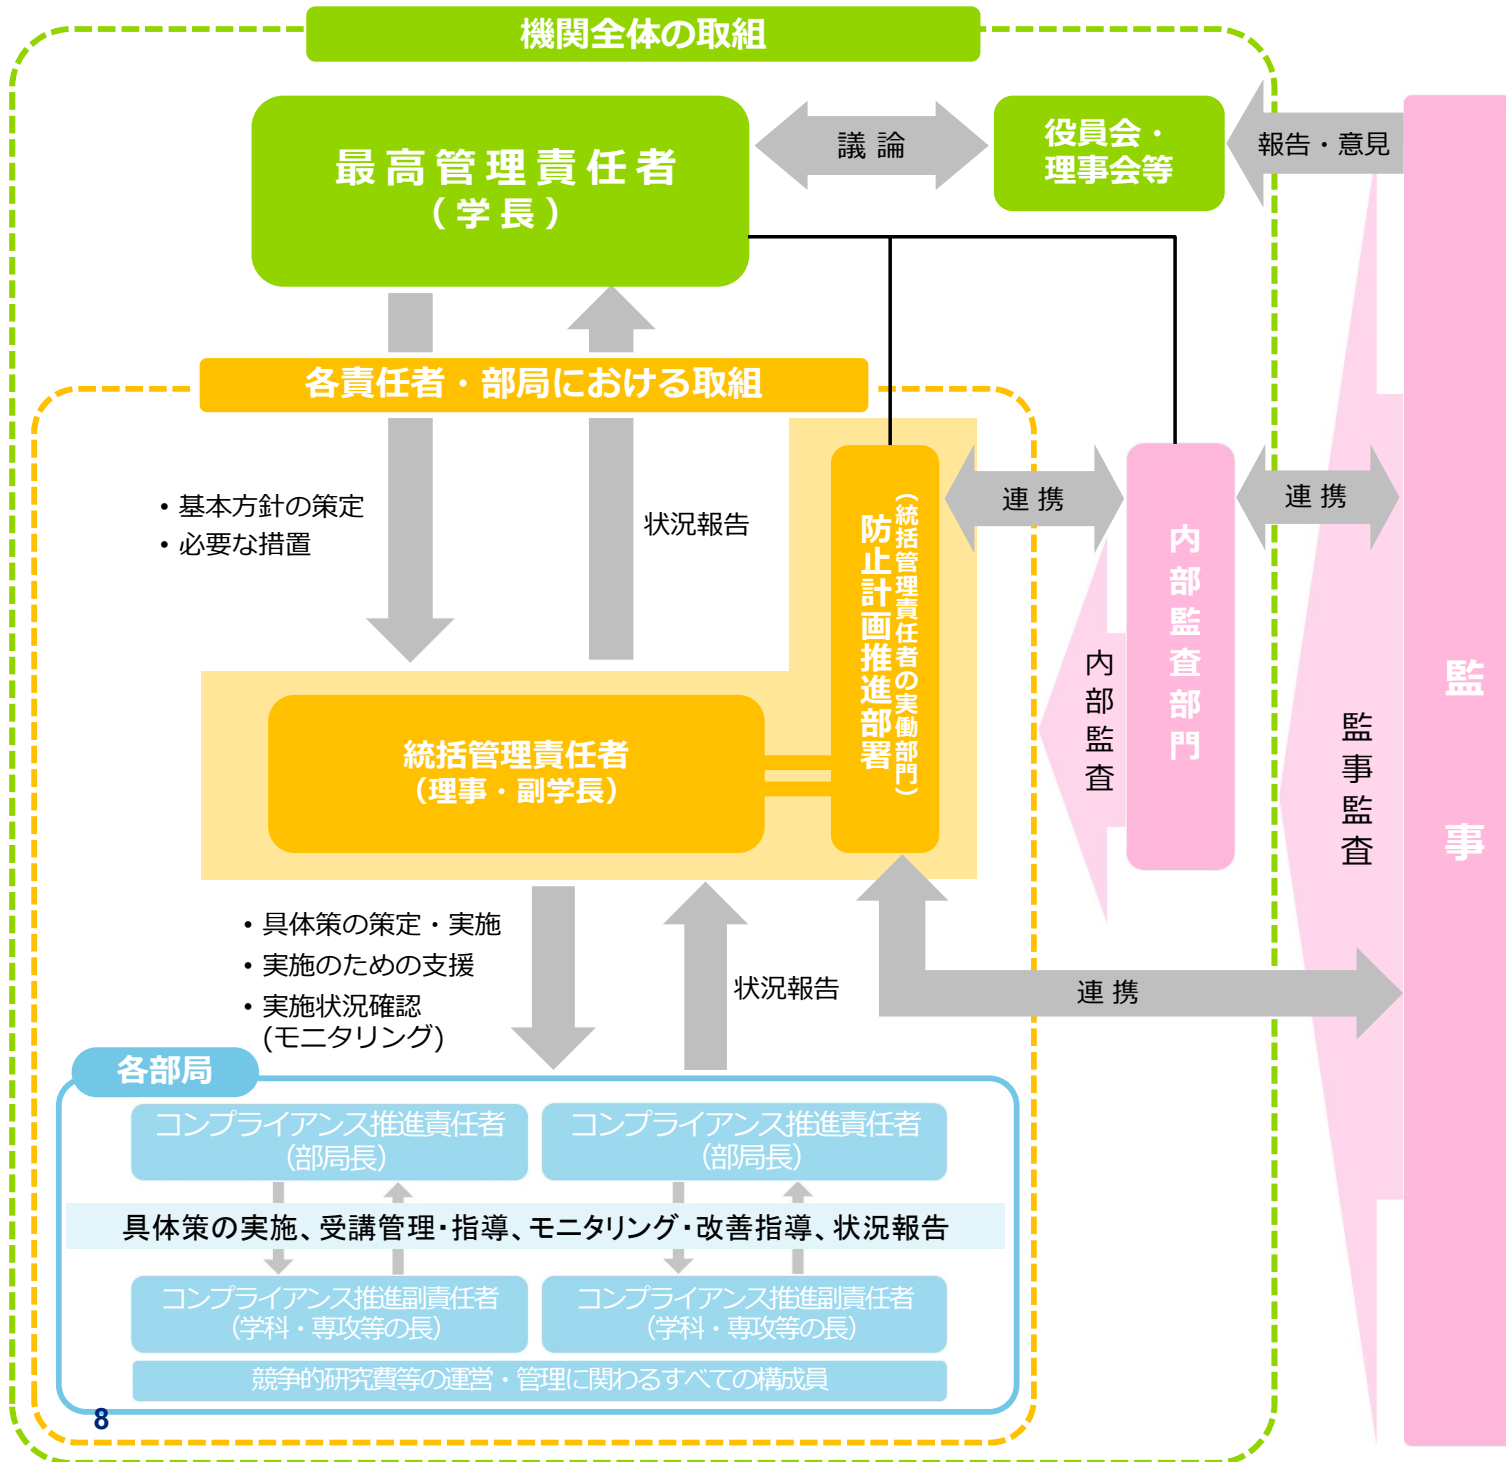 機関全体の取組
最高管理責任者
（学長）
議 論
役員会・
理事会等
報告・意見
各責任者・部局における取組
・基本方針の策定
・必要な措置
状況報告
防止計画推進部署
(統括管理責任者の実働部門)
連 携
内部監査部門
連 携
内部監査
監事監査
監 事
統括管理責任者
（理事・副学長）
・具体策の策定・実施
・実施のための支援
・実施状況確認
(モニタリング)
状況報告
連 携
各部局
コンプライアンス推進責任者
（部局長）
コンプライアンス推進責任者
（部局長）
具体策の実施、受講管理・指導、モニタリング・改善指導、状況報告
コンプライアンス推進副責任者
（学科・専攻等の長）
コンプライアンス推進副責任者
（学科・専攻等の長）
競争的研究費等の運営・管理に関わるすべての構成員
8